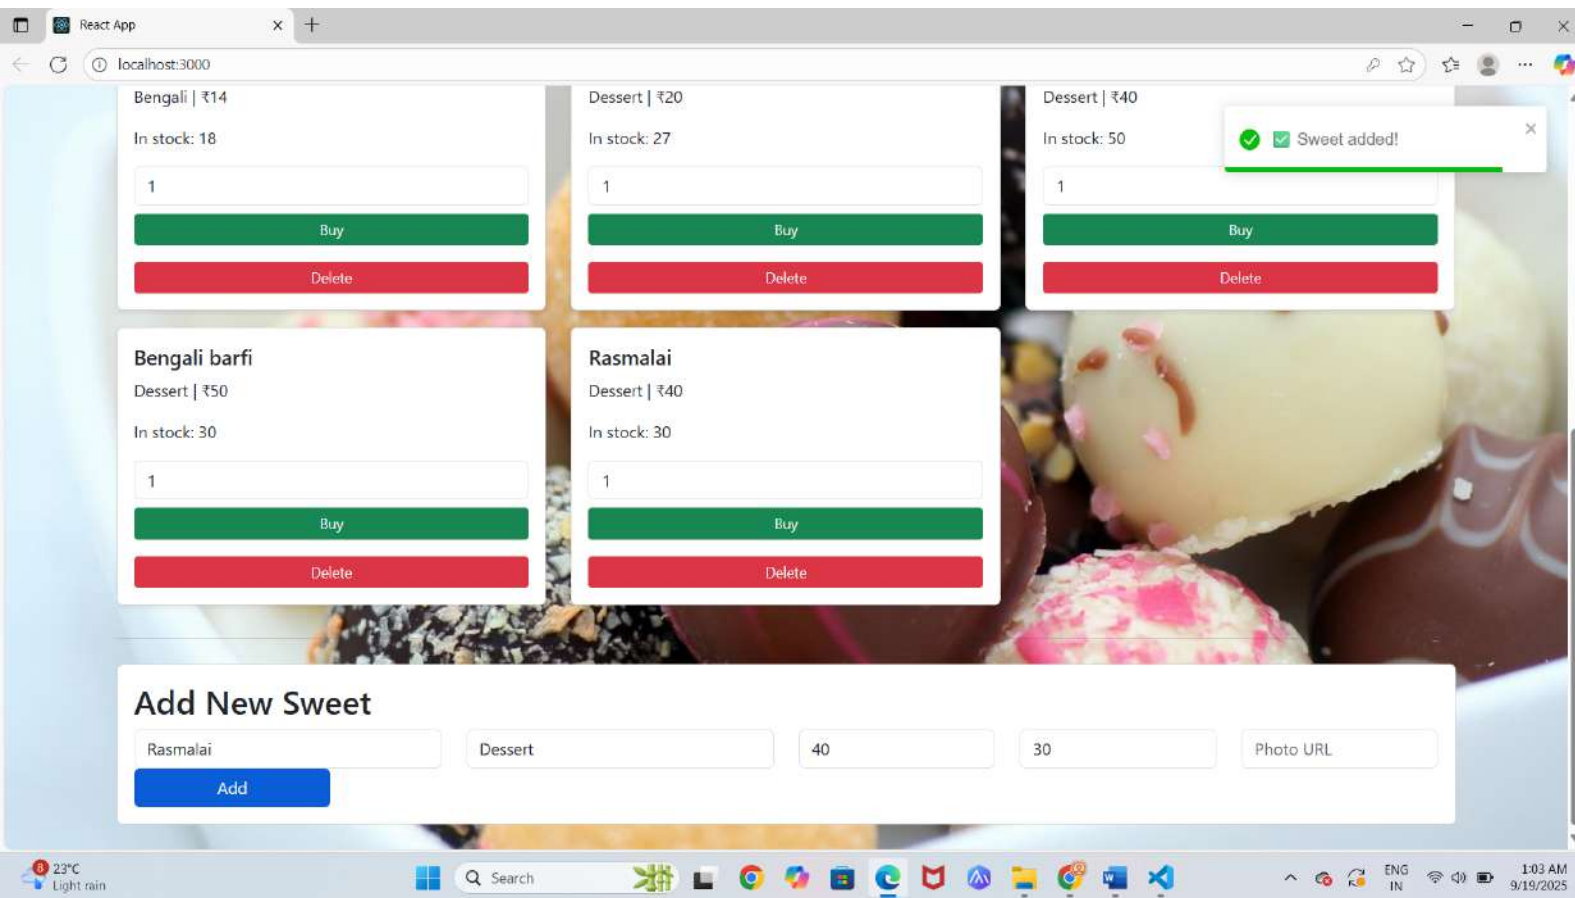 React App
localhost:3000
Bengali | ₹14
In stock: 18
1
Buy
Delete
Dessert | ₹20
In stock: 27
1
Buy
Delete
Dessert | ₹40
In stock: 50
1
Buy
Delete
✅ Sweet added!
Bengali barfi
Dessert | ₹50
In stock: 30
1
Buy
Delete
Rasmalai
Dessert | ₹40
In stock: 30
1
Buy
Delete
Add New Sweet
Rasmalai
Dessert
40
30
Photo URL
Add
8
23°C
Light rain
Search
ENG
IN
1:03 AM
9/19/2025